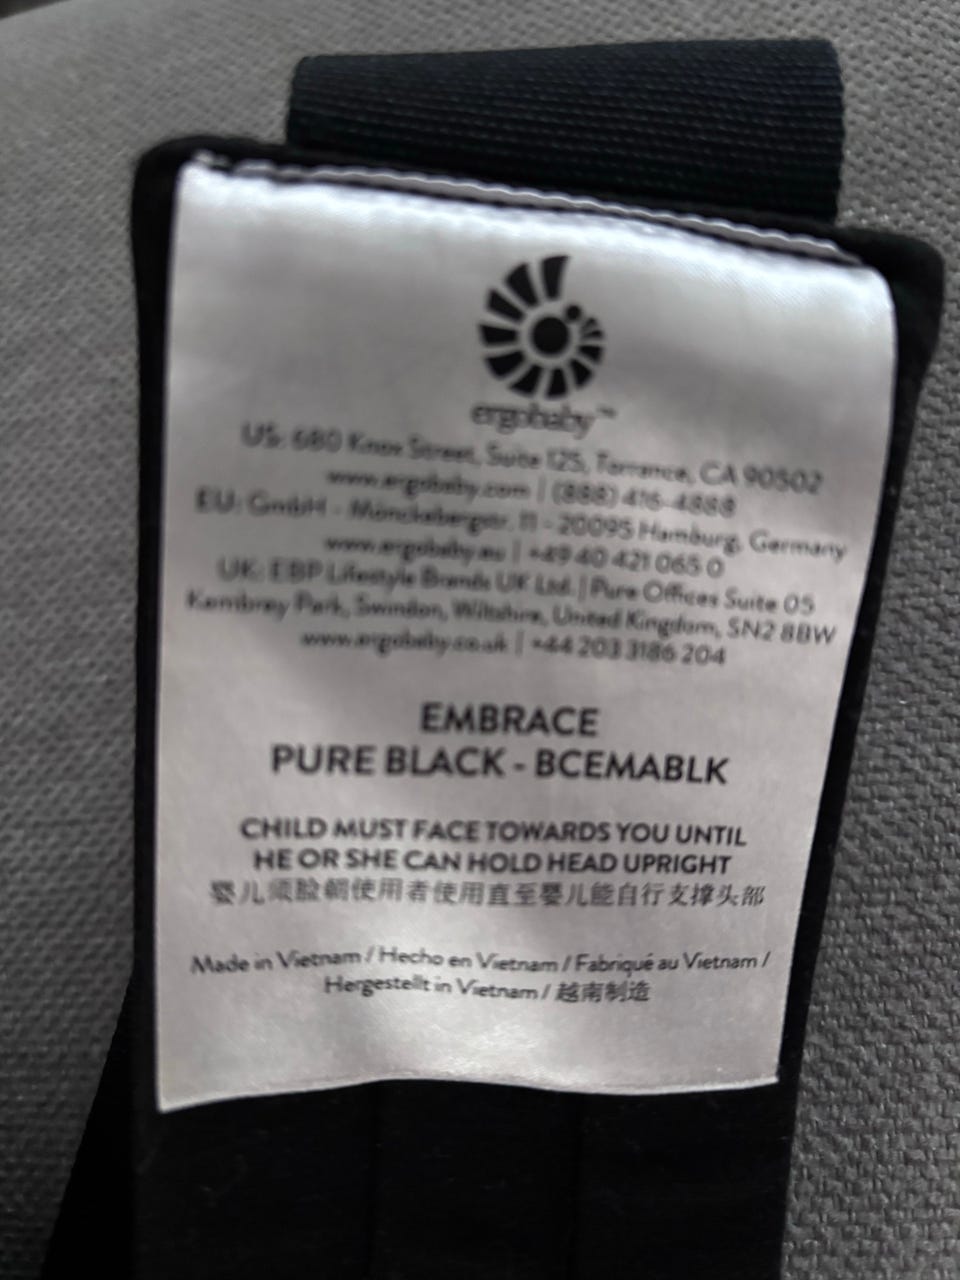 ergobaby™
US: 680 Knox Street, Suite 125, Torrance, CA 90502
www.ergobaby.com | (888) 416-4888
EU: GmbH - Mönckebergstr. 11 - 20095 Hamburg, Germany
www.ergobaby.eu | +49 40 421 065 0
UK: EBP Lifestyle Brands UK Ltd. | Pure Offices Suite 05
Kembrey Park, Swindon, Wiltshire, United Kingdom, SN2 8BW
www.ergobaby.co.uk | +44 203 3186 204
EMBRACE
PURE BLACK - BCEMABLK
CHILD MUST FACE TOWARDS YOU UNTIL
HE OR SHE CAN HOLD HEAD UPRIGHT
婴儿须脸朝使用者使用直至婴儿能自行支撑头部
Made in Vietnam / Hecho en Vietnam / Fabriqué au Vietnam /
Hergestellt in Vietnam / 越南制造